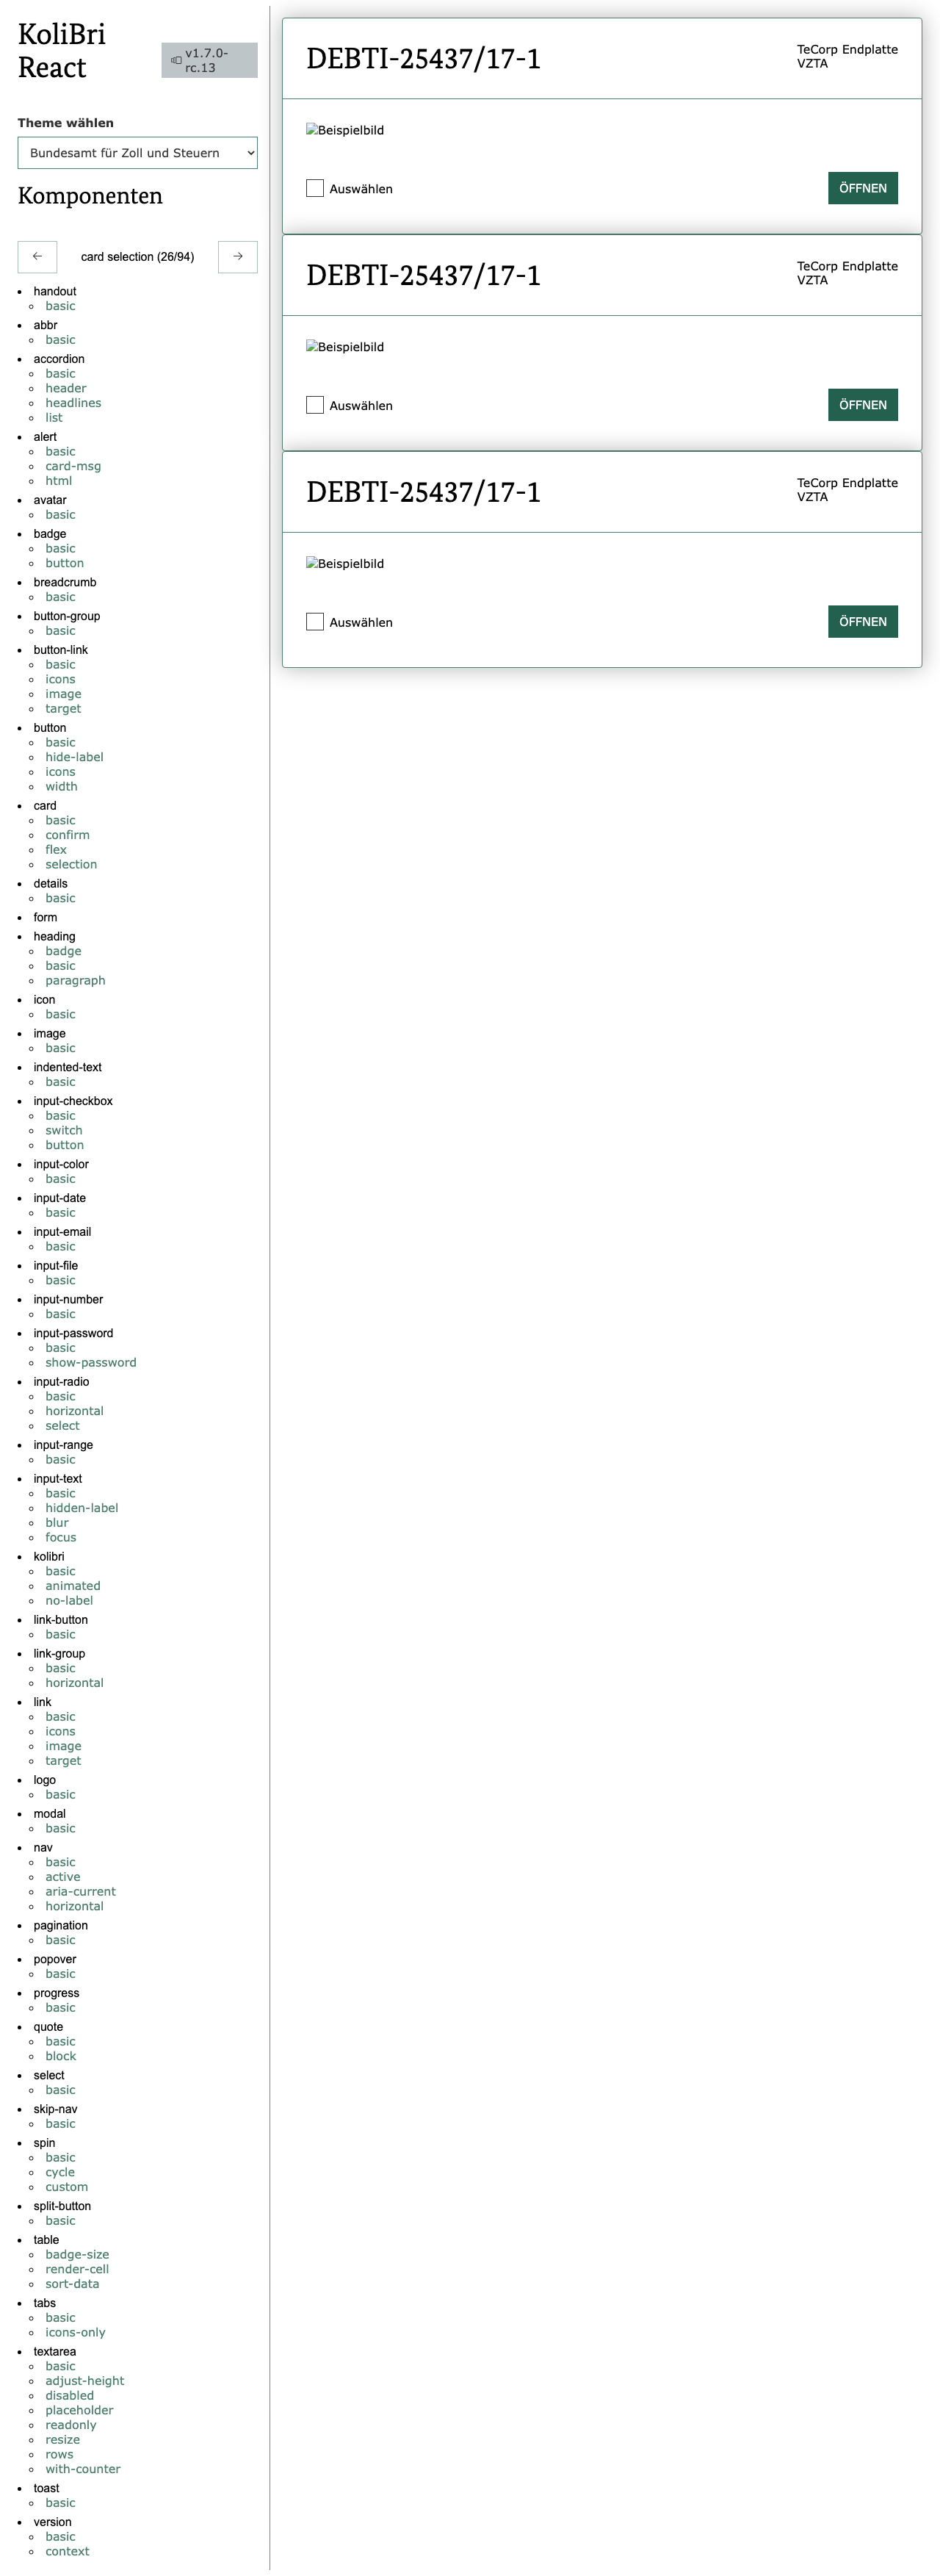 KoliBri
React
v1.7.0-
rc.13
Theme wählen
Bundesamt für Zoll und Steuern
Komponenten
card selection (26/94)
handout
basic
abbr
basic
accordion
basic
header
headlines
list
alert
basic
card-msg
html
avatar
basic
badge
basic
button
breadcrumb
basic
button-group
basic
button-link
basic
icons
image
target
button
basic
hide-label
icons
width
card
basic
confirm
flex
selection
details
basic
form
heading
badge
basic
paragraph
icon
basic
image
basic
indented-text
basic
input-checkbox
basic
switch
button
input-color
basic
input-date
basic
input-email
basic
input-file
basic
input-number
basic
input-password
basic
show-password
input-radio
basic
horizontal
select
input-range
basic
input-text
basic
hidden-label
blur
focus
kolibri
basic
animated
no-label
link-button
basic
link-group
basic
horizontal
link
basic
icons
image
target
logo
basic
modal
basic
nav
basic
active
aria-current
horizontal
pagination
basic
popover
basic
progress
basic
quote
basic
block
select
basic
skip-nav
basic
spin
basic
cycle
custom
split-button
basic
table
badge-size
render-cell
sort-data
tabs
basic
icons-only
textarea
basic
adjust-height
disabled
placeholder
readonly
resize
rows
with-counter
toast
basic
version
basic
context
DEBTI-25437/17-1
TeCorp Endplatte
VZTA
Beispielbild
Auswählen
ÖFFNEN
DEBTI-25437/17-1
TeCorp Endplatte
VZTA
Beispielbild
Auswählen
ÖFFNEN
DEBTI-25437/17-1
TeCorp Endplatte
VZTA
Beispielbild
Auswählen
ÖFFNEN